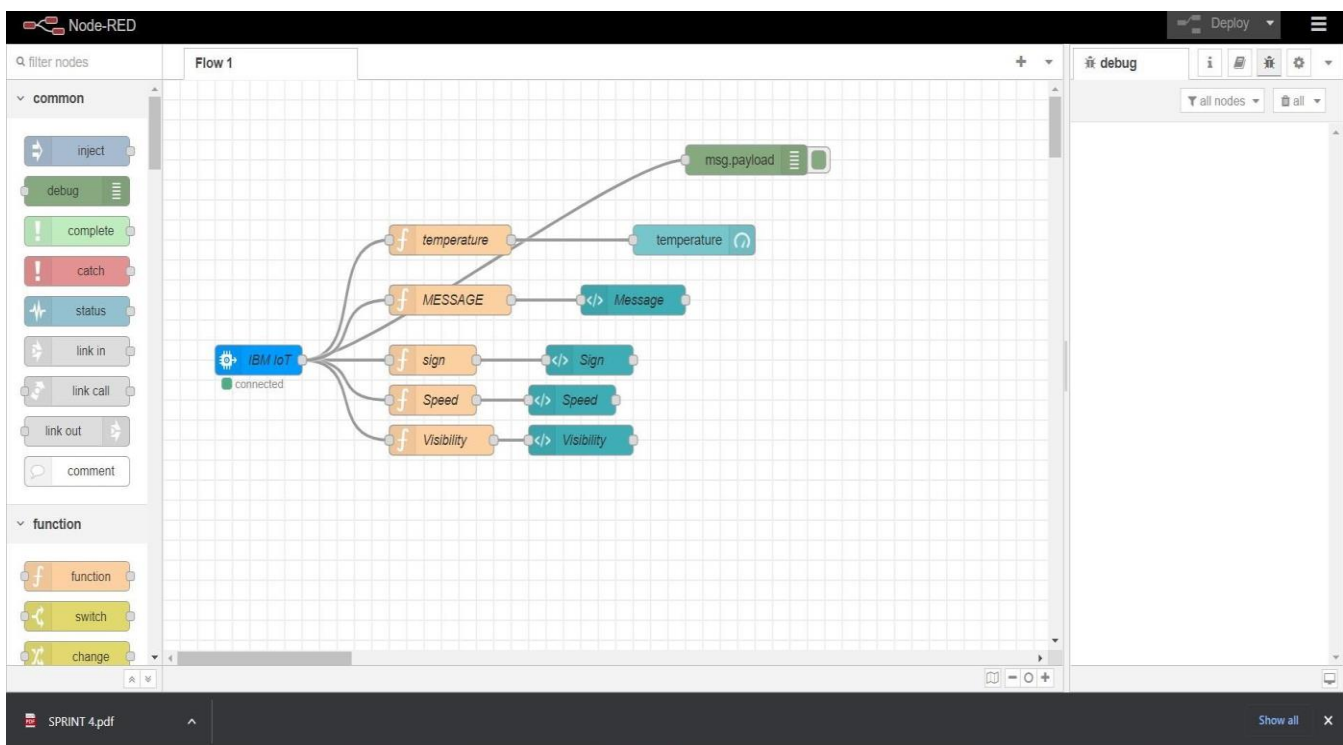 Node-RED
Deploy
filter nodes
Flow 1
debug
i
all nodes
all
common
inject
debug
complete
catch
status
link in
link call
link out
comment
function
f function
switch
change
msg.payload
f temperature
temperature
f MESSAGE
</> Message
IBM IoT
connected
f sign
</> Sign
f Speed
</> Speed
f Visibility
</> Visibility
SPRINT 4.pdf
Show all